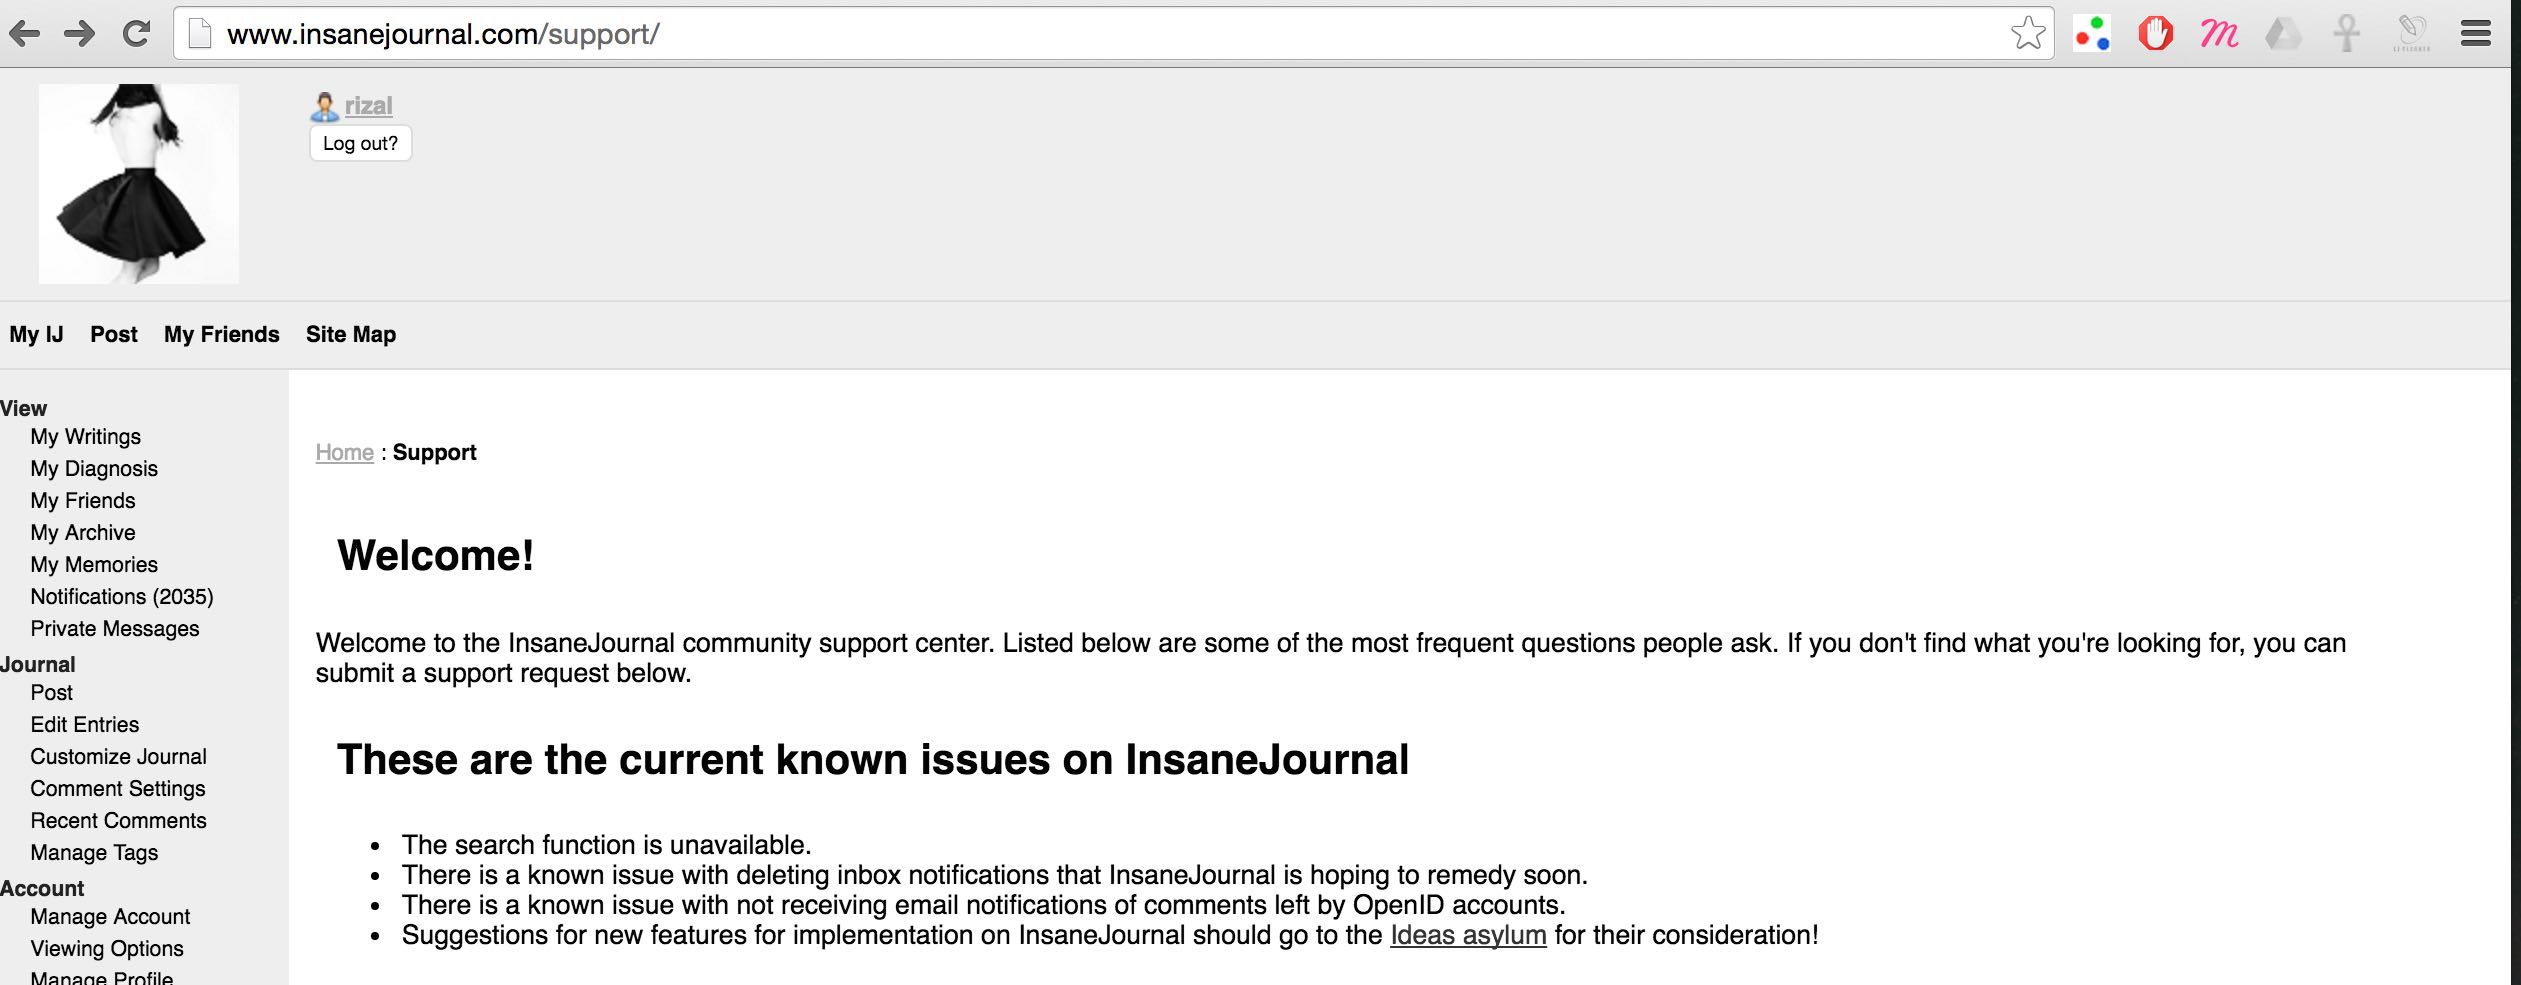 www.insanejournal.com/support/
rizal
Log out?
My IJ Post My Friends Site Map
View
My Writings
My Diagnosis
My Friends
My Archive
My Memories
Notifications (2035)
Private Messages
Journal
Post
Edit Entries
Customize Journal
Comment Settings
Recent Comments
Manage Tags
Account
Manage Account
Viewing Options
Manage Profile
Home : Support
Welcome!
Welcome to the InsaneJournal community support center. Listed below are some of the most frequent questions people ask. If you don't find what you're looking for, you can
submit a support request below.
These are the current known issues on InsaneJournal
• The search function is unavailable.
• There is a known issue with deleting inbox notifications that InsaneJournal is hoping to remedy soon.
• There is a known issue with not receiving email notifications of comments left by OpenID accounts.
• Suggestions for new features for implementation on InsaneJournal should go to the Ideas asylum for their consideration!